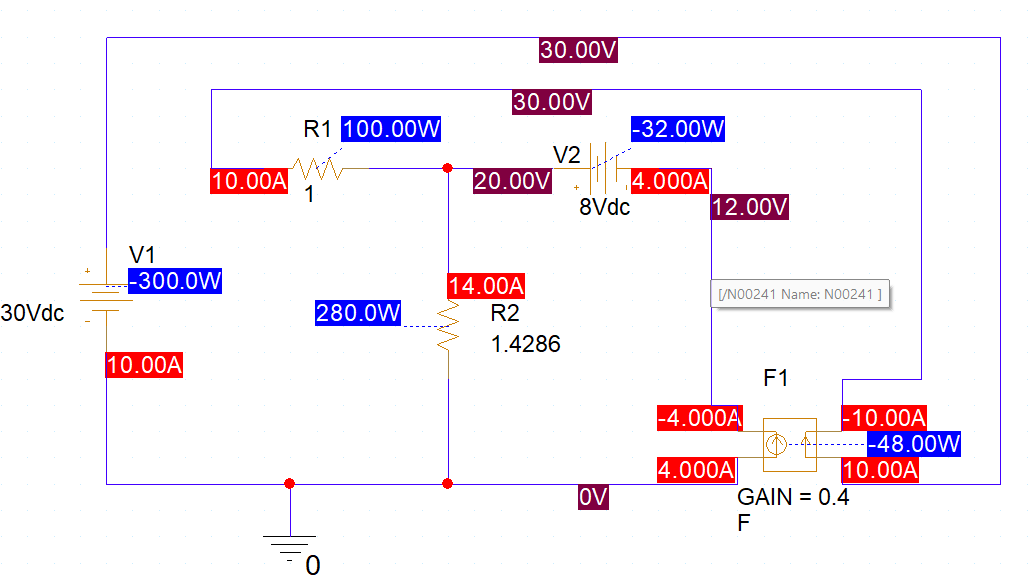 30.00V
30.00V
R1
100.00W
-32.00W
V2
10.00A
1
20.00V
+
-
4.000A
8Vdc
12.00V
V1
+
-300.0W
30Vdc
-
14.00A
280.0W
R2
1.4286
[/N00241 Name: N00241 ]
10.00A
F1
-4.000A
-10.00A
-48.00W
4.000A
10.00A
0V
GAIN = 0.4
F
0